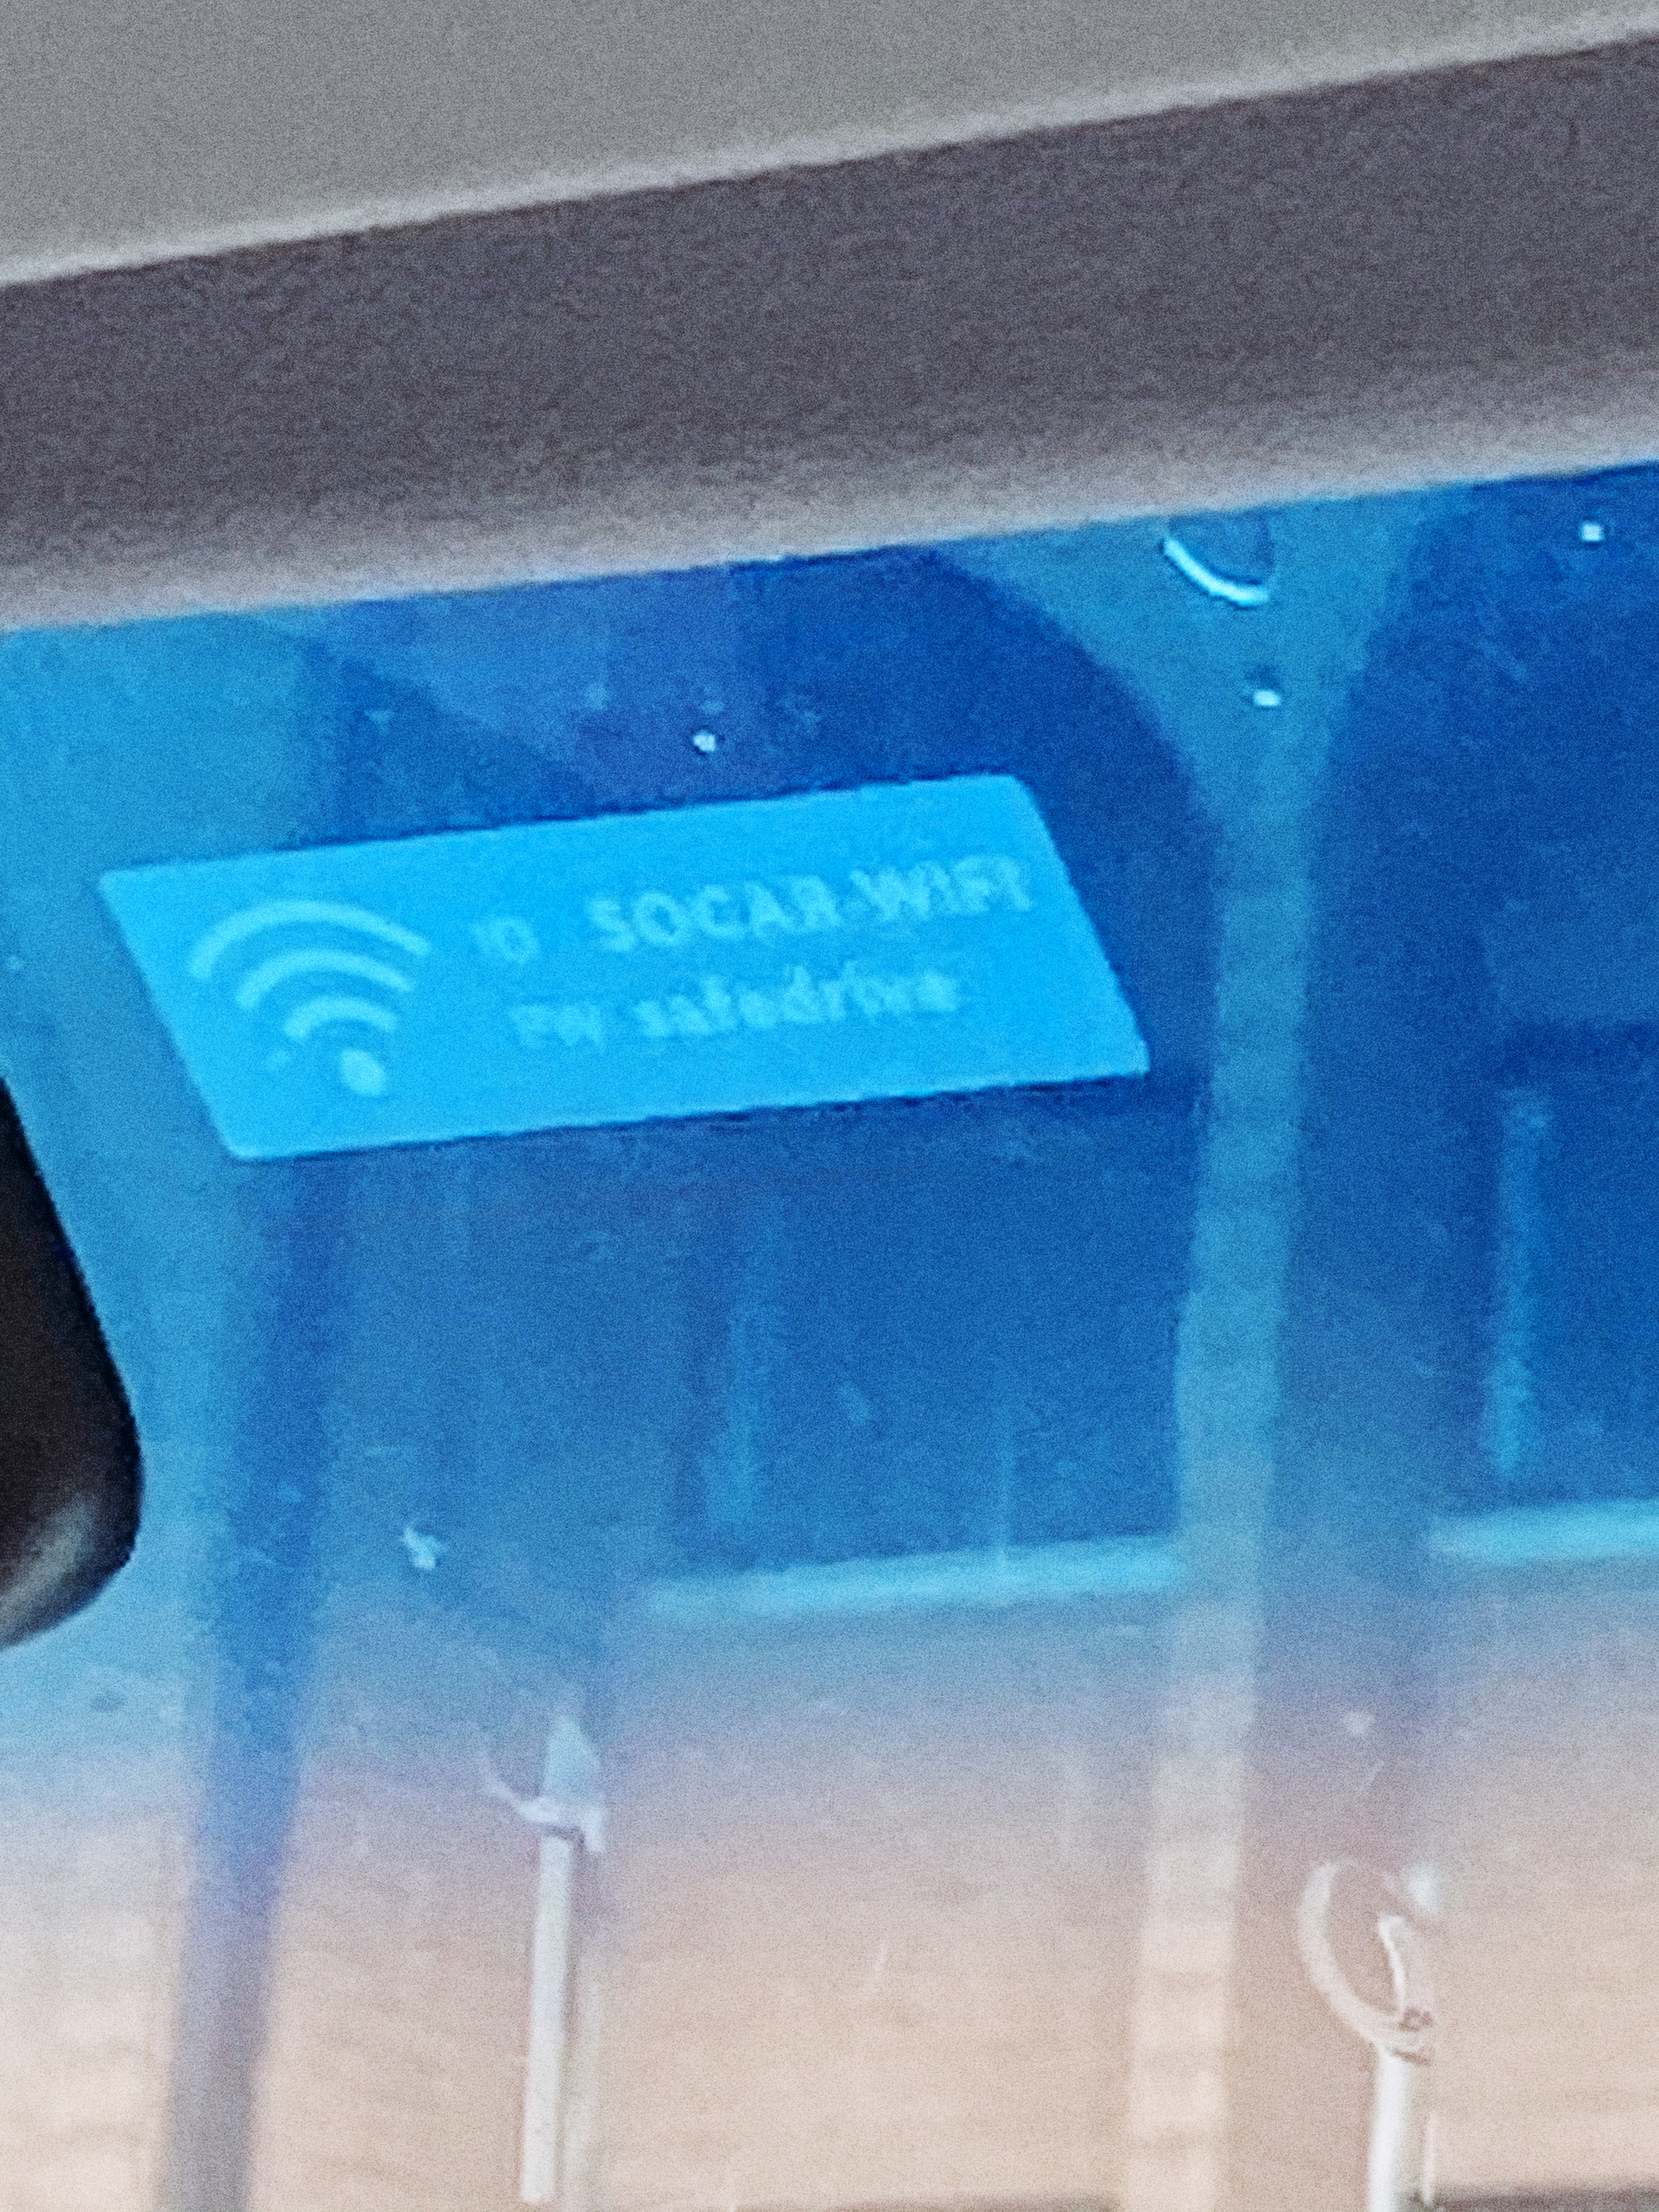 ID SOCAR-WIFI
PW safedrive